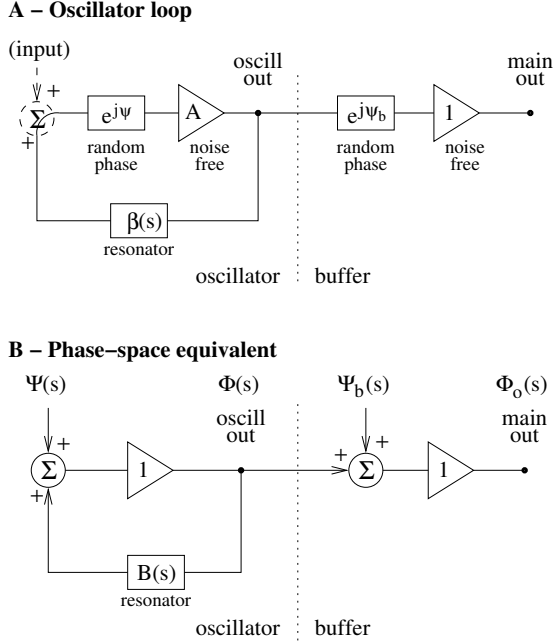 A – Oscillator loop
(input)
oscill
out
main
out
+
Σ
+
e^jψ
A
e^jψ_b
1
random
phase
noise
free
random
phase
noise
free
β(s)
resonator
oscillator
buffer
B – Phase–space equivalent
Ψ(s)
Φ(s)
Ψ_b(s)
Φ_o(s)
oscill
out
main
out
+
Σ
+
1
+
+
Σ
1
B(s)
resonator
oscillator
buffer